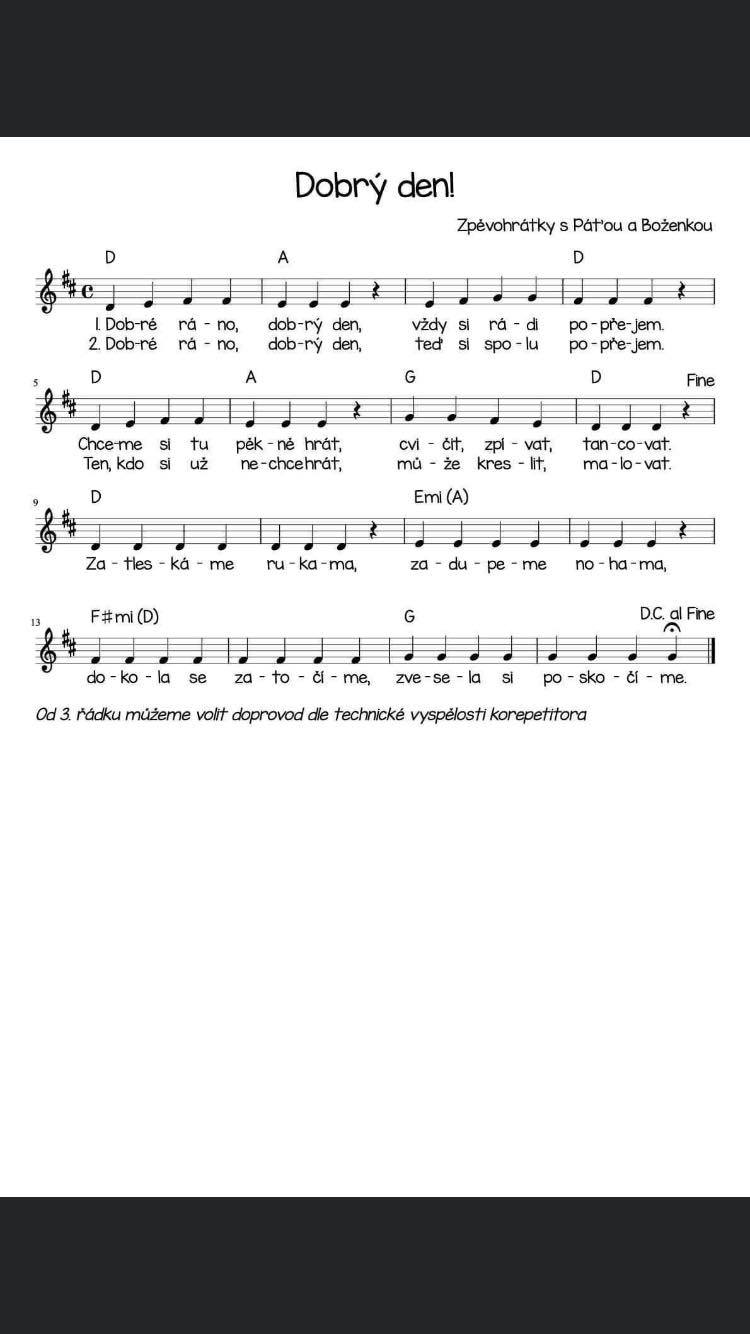 Dobrý den!
Zpěvohrátky s Páťou a Boženkou
D A D
1. Dob-ré rá - no, dob-rý den, vždy si rá - di po-pře-jem.
2. Dob-ré rá - no, dob-rý den, teď si spo-lu po-pře-jem.
5 D A G D Fine
Chce-me si tu pěk-ně hrát, cvi - čit, zpí - vat, tan-co-vat.
Ten, kdo si už ne-chce hrát, mů - že kres - lit, ma-lo-vat.
9 D Emi (A)
Za - tles - ká - me ru-ka-ma, za - du - pe - me no-ha-ma,
13 F#mi (D) G D.C. al Fine
do - ko - la se za - to - čí - me, zve - se - la si po - sko - čí - me.
Od 3. řádku můžeme volit doprovod dle technické vyspělosti korepetitora